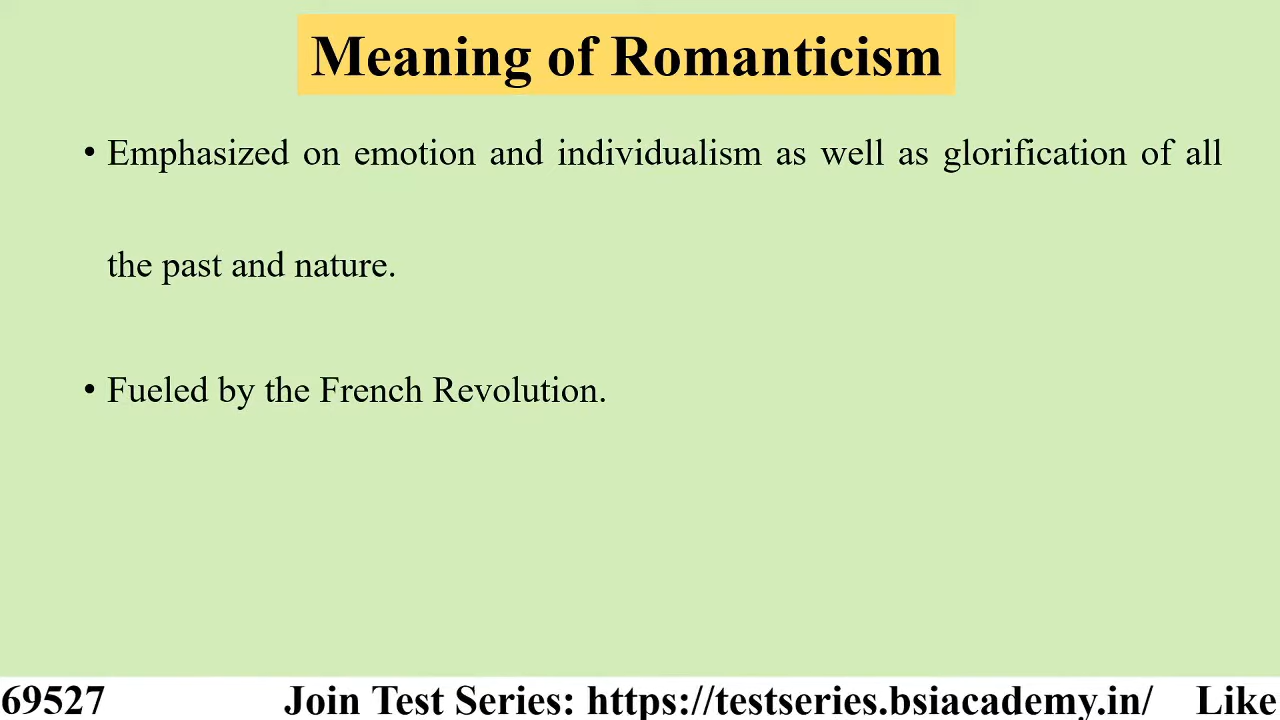 Meaning of Romanticism
• Emphasized on emotion and individualism as well as glorification of all
the past and nature.
• Fueled by the French Revolution.
69527 Join Test Series: https://testseries.bsiacademy.in/ Like